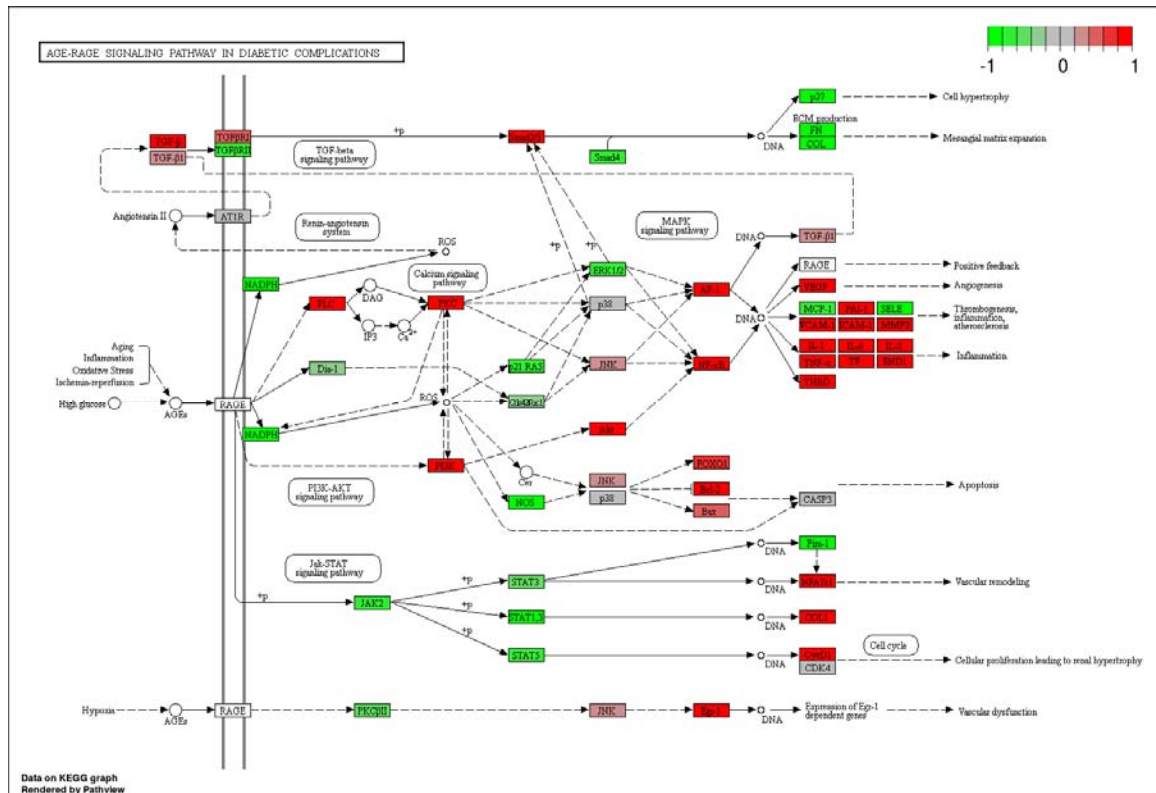 AGE-RAGE SIGNALING PATHWAY IN DIABETIC COMPLICATIONS
-1 0 1
p27
Cell hypertrophy
ECM production
FN
COL
DNA
Mesangial matrix expansion
TGF-β
TGF-β1
TGFβRI
TGFβRII
+p
TGF-beta
signaling pathway
Smad4
Angiotensin II
AT1R
Renin-angiotensin
system
ROS
MAPK
signaling pathway
+p
+p
DNA
TGF-β1
NADPH
Calcium signaling
pathway
ERK1/2
RAGE
Positive feedback
VEGF
Angiogenesis
PLC
DAG
IP3
Ca2+
PKC
p38
AP-1
DNA
MCP-1
PAI-1
SELE
VCAM-1
ICAM-1
MMP2
Thrombogenesis,
inflammation,
atherosclerosis
IL-1
IL-6
IL-8
TNF-α
TF
END1
THBD
Inflammation
Aging
Inflammation
Oxidative Stress
Ischemia-reperfusion
Dia-1
p21 RAS
JNK
NF-κB
High glucose
AGEs
RAGE
ROS
NADPH
Akt
PI3K
PI3K-AKT
signaling pathway
Cer
NOS
JNK
p38
FOXO1
Bcl-2
Bax
CASP3
Apoptosis
Jak-STAT
signaling pathway
DNA
Pim-1
+p
+p
+p
+p
JAK2
STAT3
DNA
Vascular remodeling
STAT1,3
DNA
STAT5
DNA
CycD1
CDK4
Cell cycle
Cellular proliferation leading to renal hypertrophy
Hypoxia
AGEs
RAGE
PKCβII
JNK
Egr-1
DNA
Expression of Egr-1
dependent genes
Vascular dysfunction
Data on KEGG graph
Rendered by Pathview